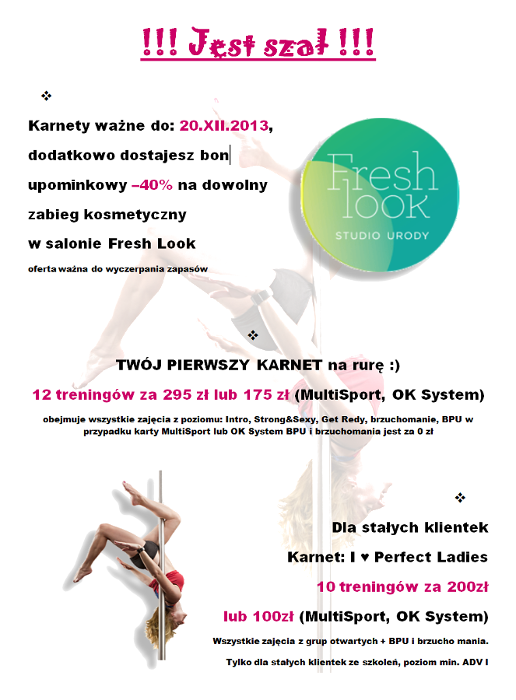 !!! Jest szał !!!
Karnety ważne do: 20.XII.2013,
dodatkowo dostajesz bon
upominkowy –40% na dowolny
zabieg kosmetyczny
w salonie Fresh Look
oferta ważna do wyczerpania zapasów
Fresh
look
STUDIO URODY
TWÓJ PIERWSZY KARNET na rurę :)
12 treningów za 295 zł lub 175 zł (MultiSport, OK System)
obejmuje wszystkie zajęcia z poziomu: Intro, Strong&Sexy, Get Redy, brzuchomanie, BPU w
przypadku karty MultiSport lub OK System BPU i brzuchomania jest za 0 zł
Dla stałych klientek
Karnet: I ♥ Perfect Ladies
10 treningów za 200zł
lub 100zł (MultiSport, OK System)
Wszystkie zajęcia z grup otwartych + BPU i brzucho mania.
Tylko dla stałych klientek ze szkoleń, poziom min. ADV I